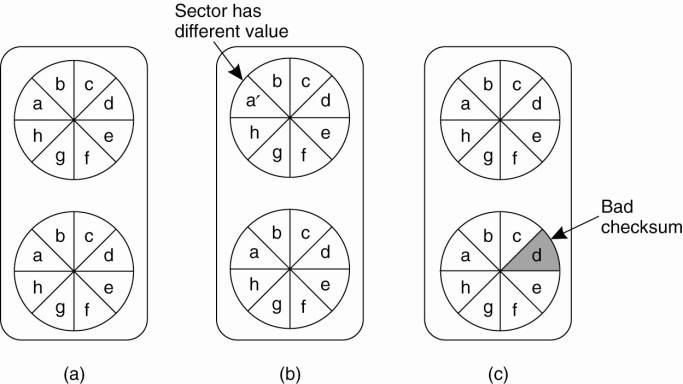 Sector has
different value
b c
a d
h e
g f
b c
a d
h e
g f
(a)
b c
a′ d
h e
g f
b c
a d
h e
g f
(b)
b c
a d
h e
g f
b c
a d
h e
g f
Bad
checksum
(c)